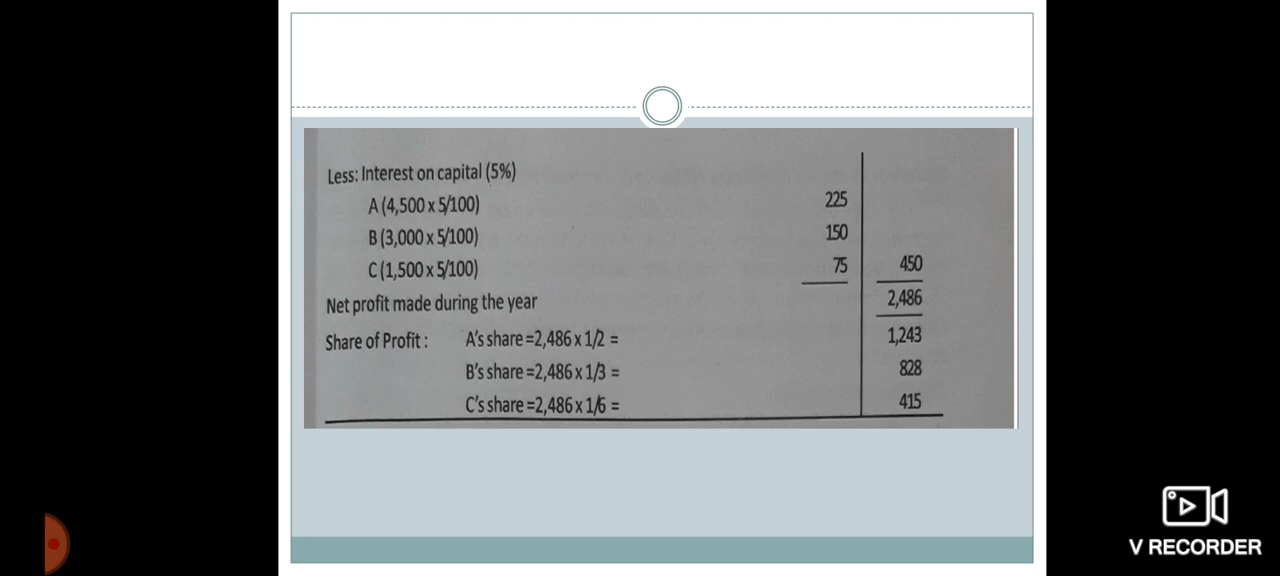 Less: Interest on capital (5%)
A (4,500 x 5/100) 225
B (3,000 x 5/100) 150
C (1,500 x 5/100) 75 450
Net profit made during the year 2,486
Share of Profit : A's share =2,486 x 1/2 = 1,243
B's share =2,486 x 1/3 = 828
C's share =2,486 x 1/6 = 415
V RECORDER